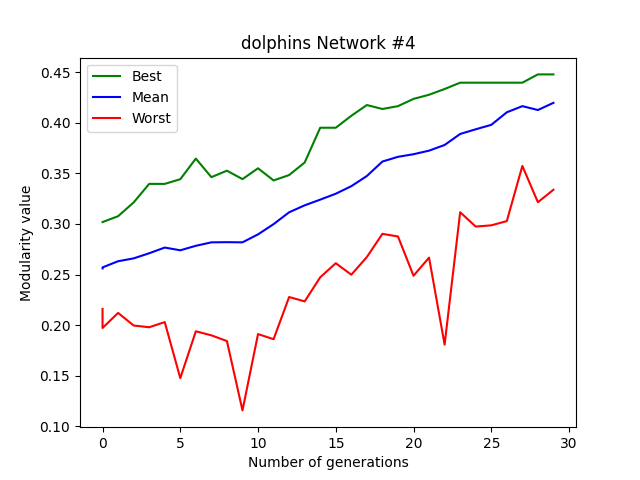 dolphins Network #4
Best
Mean
Worst
Modularity value
0.45
0.40
0.35
0.30
0.25
0.20
0.15
0.10
0 5 10 15 20 25 30
Number of generations